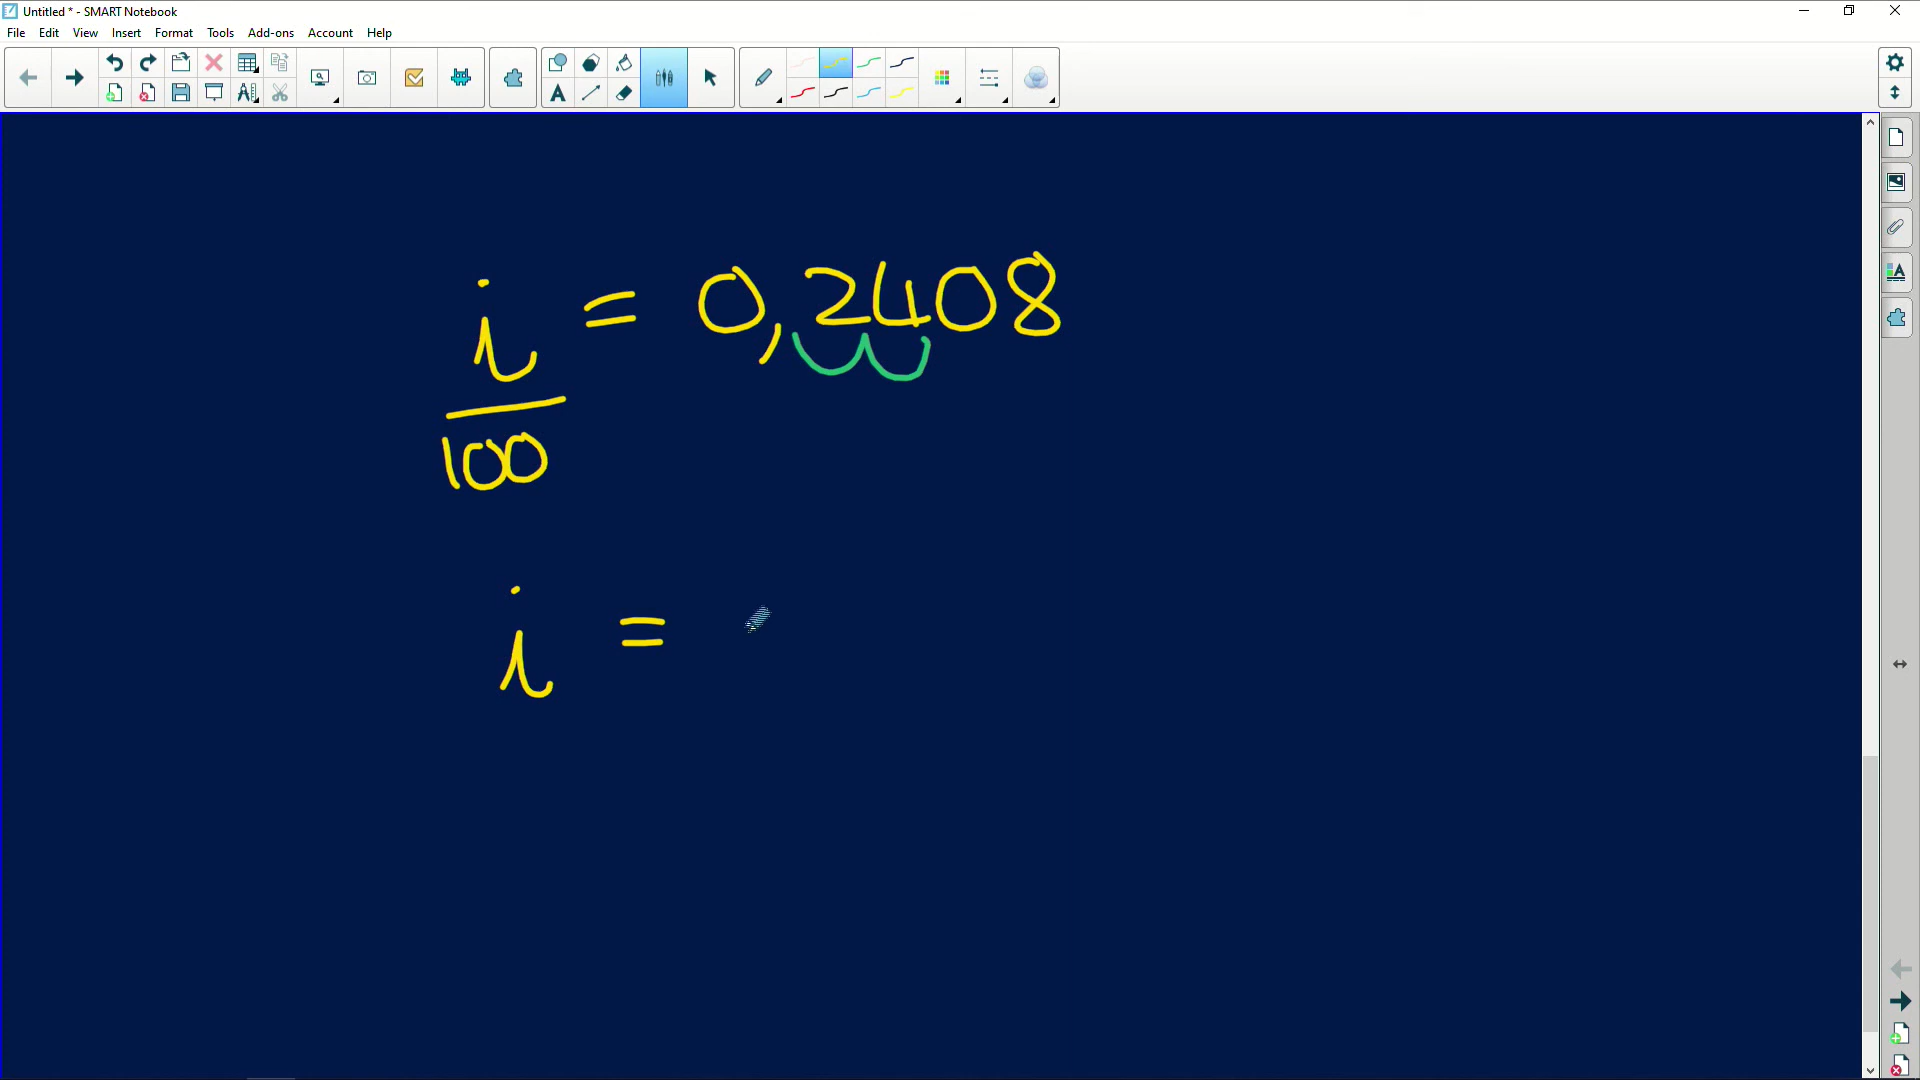 Untitled * - SMART Notebook
File Edit View Insert Format Tools Add-ons Account Help
i/100 = 0,2408
i =